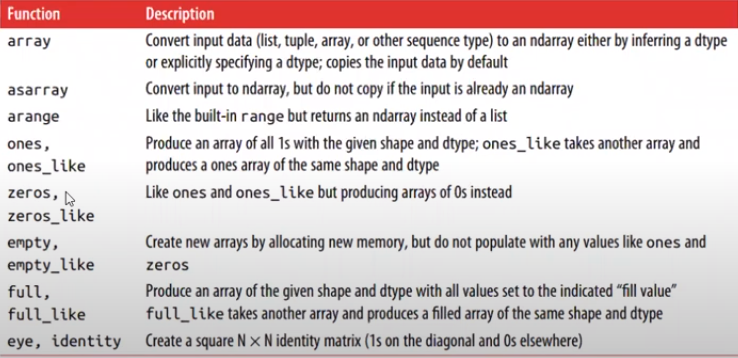 Function Description
array Convert input data (list, tuple, array, or other sequence type) to an ndarray either by inferring a dtype
or explicitly specifying a dtype; copies the input data by default
asarray Convert input to ndarray, but do not copy if the input is already an ndarray
arange Like the built-in range but returns an ndarray instead of a list
ones, Produce an array of all 1s with the given shape and dtype; ones_like takes another array and
ones_like produces a ones array of the same shape and dtype
zeros, Like ones and ones_like but producing arrays of 0s instead
zeros_like
empty, Create new arrays by allocating new memory, but do not populate with any values like ones and
empty_like zeros
full, Produce an array of the given shape and dtype with all values set to the indicated “fill value”
full_like full_like takes another array and produces a filled array of the same shape and dtype
eye, identity Create a square N × N identity matrix (1s on the diagonal and 0s elsewhere)